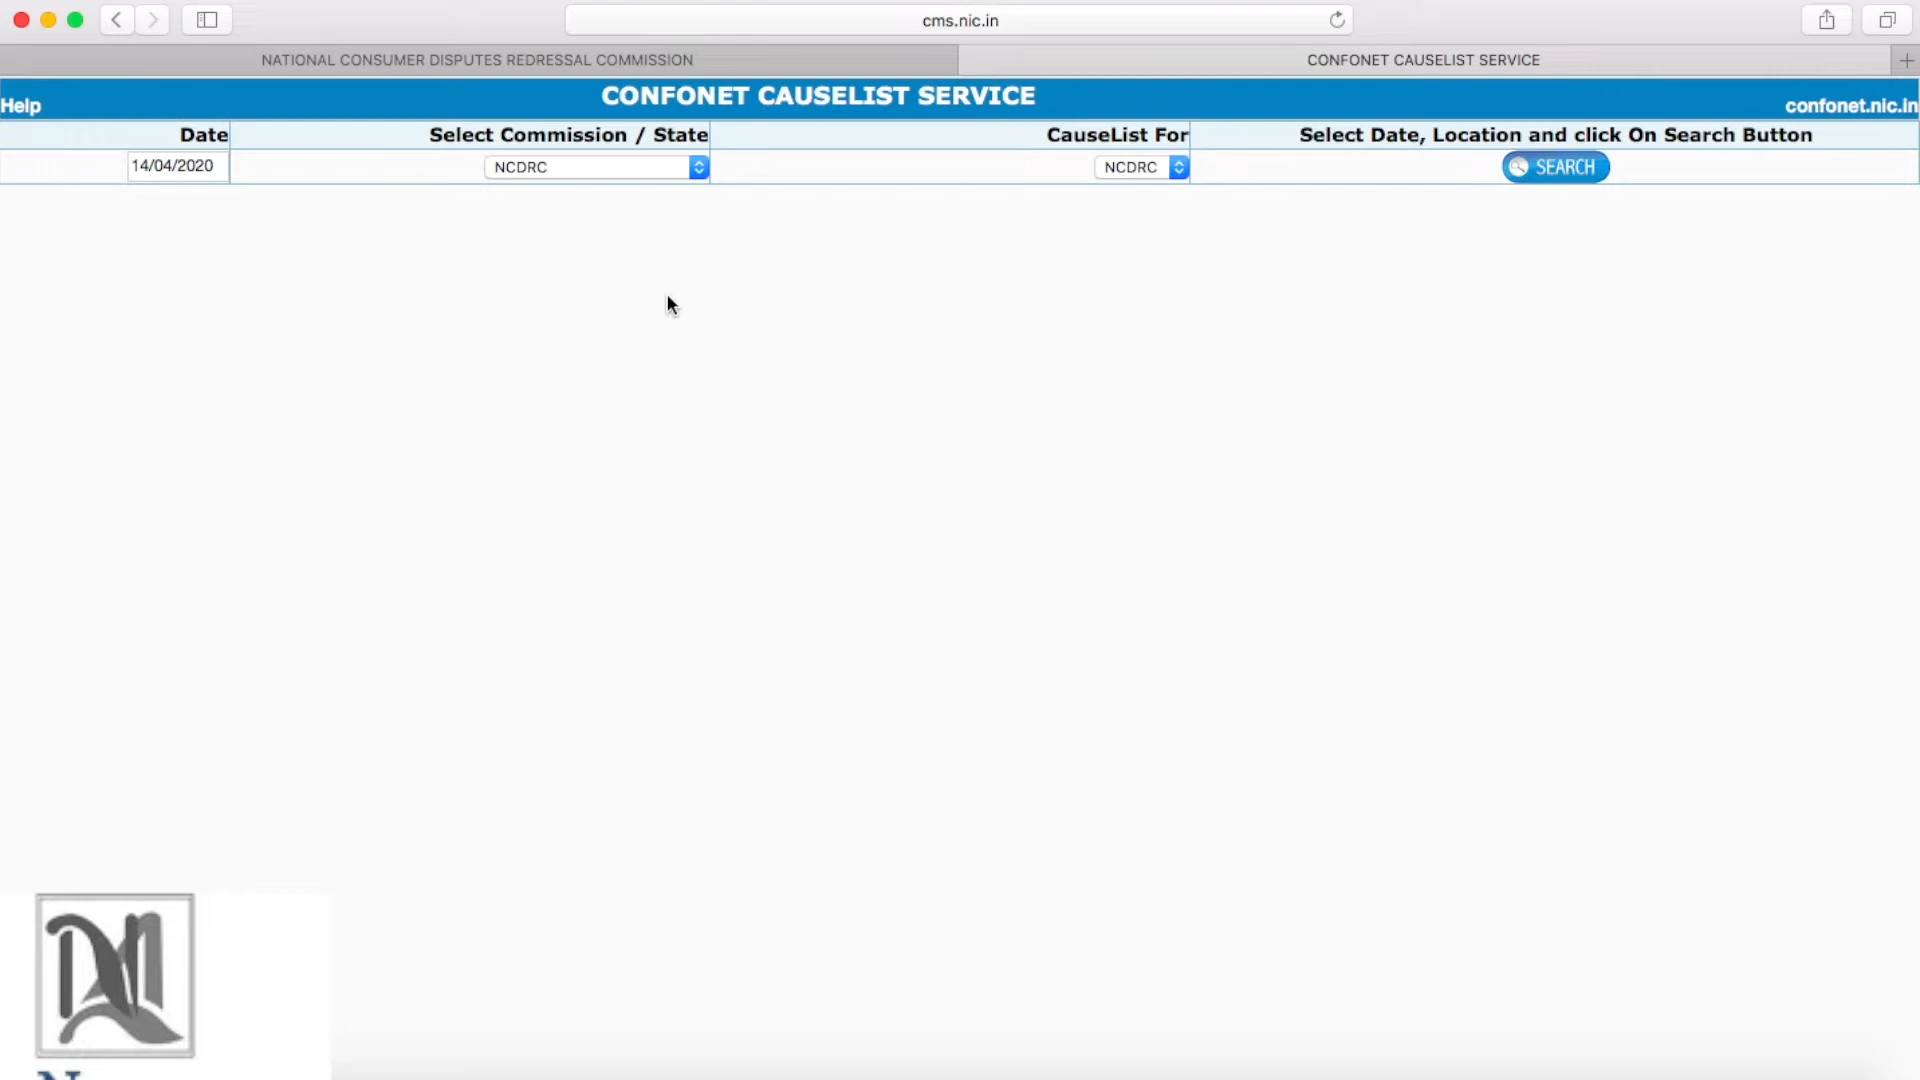 cms.nic.in
NATIONAL CONSUMER DISPUTES REDRESSAL COMMISSION
CONFONET CAUSELIST SERVICE
Help
CONFONET CAUSELIST SERVICE
confonet.nic.in
Date
Select Commission / State
CauseList For
Select Date, Location and click On Search Button
14/04/2020
NCDRC
NCDRC
SEARCH